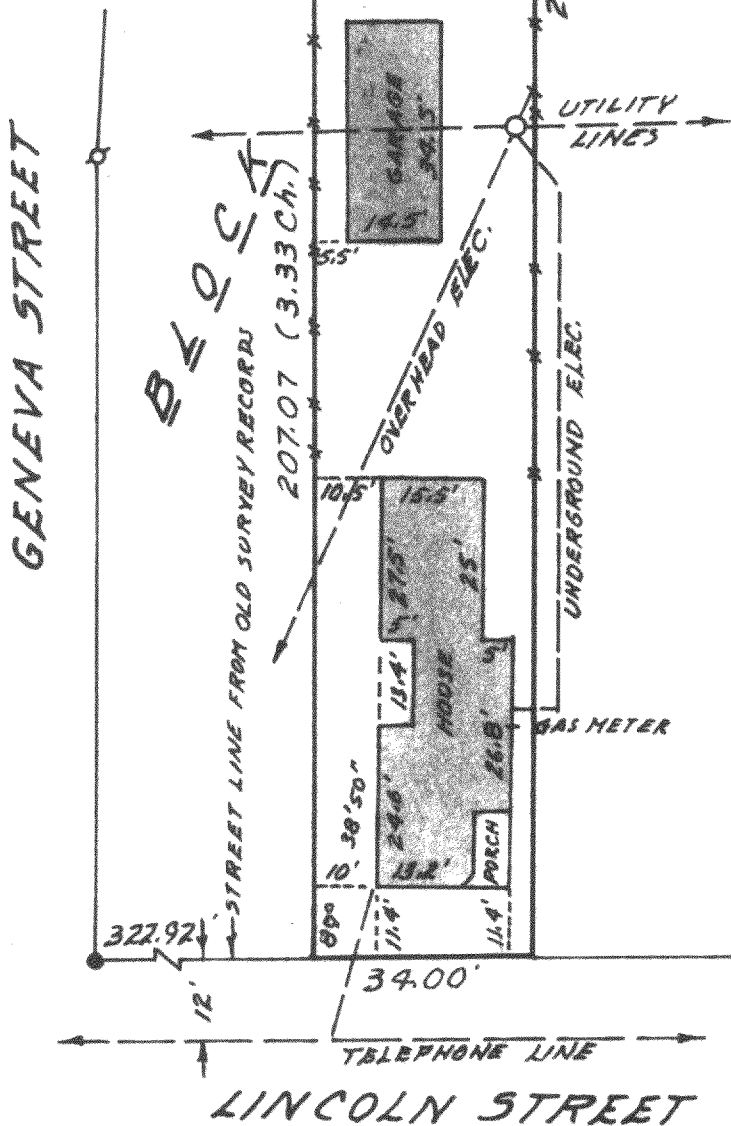 GENEVA STREET
BLOCK
GARAGE
34.5'
14.5'
5.5'
UTILITY
LINES
207.07 (3.33 Ch.)
OVERHEAD ELEC.
UNDERGROUND ELEC.
STREET LINE FROM OLD SURVEY RECORDS
10.5'
15.5'
27.5'
25'
13.4'
HOUSE
GAS METER
26.8'
24.8'
PORCH
13.2'
10'
89° 38'50"
11.4'
11.4'
322.92'
34.00'
12'
TELEPHONE LINE
LINCOLN STREET